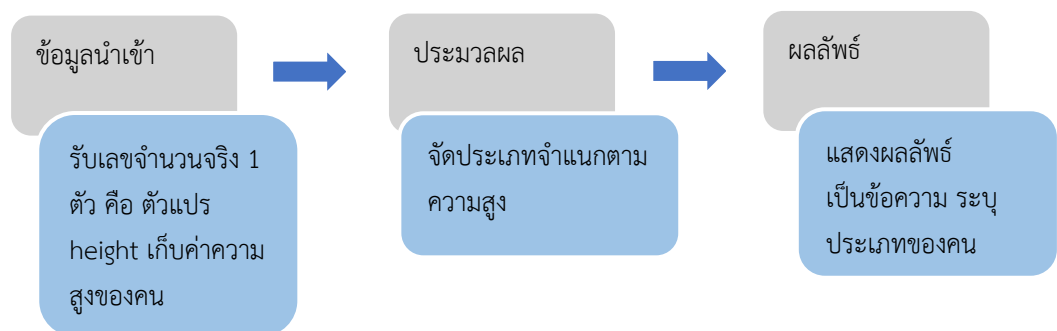 ข้อมูลนำเข้า
รับเลขจำนวนจริง 1
ตัว คือ ตัวแปร
height เก็บค่าความ
สูงของคน
ประมวลผล
จัดประเภทจำแนกตาม
ความสูง
ผลลัพธ์
แสดงผลลัพธ์
เป็นข้อความ ระบุ
ประเภทของคน